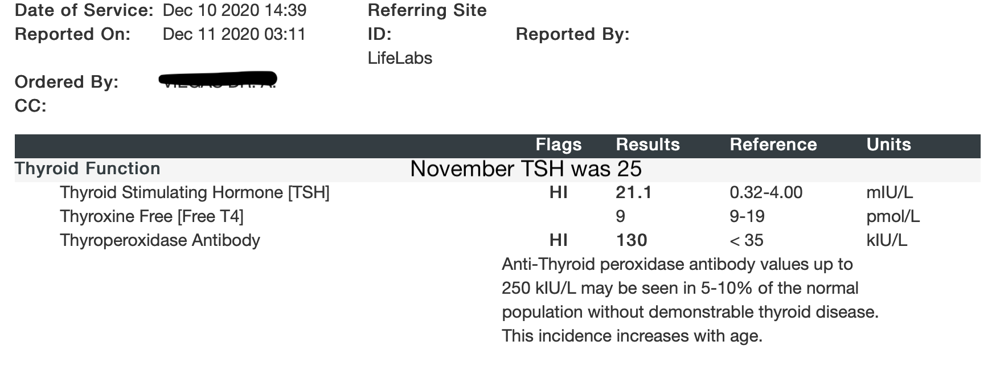 Date of Service: Dec 10 2020 14:39 Referring Site
Reported On: Dec 11 2020 03:11 ID: Reported By:
LifeLabs
Ordered By:
CC:
Flags Results Reference Units
Thyroid Function November TSH was 25
Thyroid Stimulating Hormone [TSH] HI 21.1 0.32-4.00 mIU/L
Thyroxine Free [Free T4] 9 9-19 pmol/L
Thyroperoxidase Antibody HI 130 < 35 kIU/L
Anti-Thyroid peroxidase antibody values up to
250 kIU/L may be seen in 5-10% of the normal
population without demonstrable thyroid disease.
This incidence increases with age.